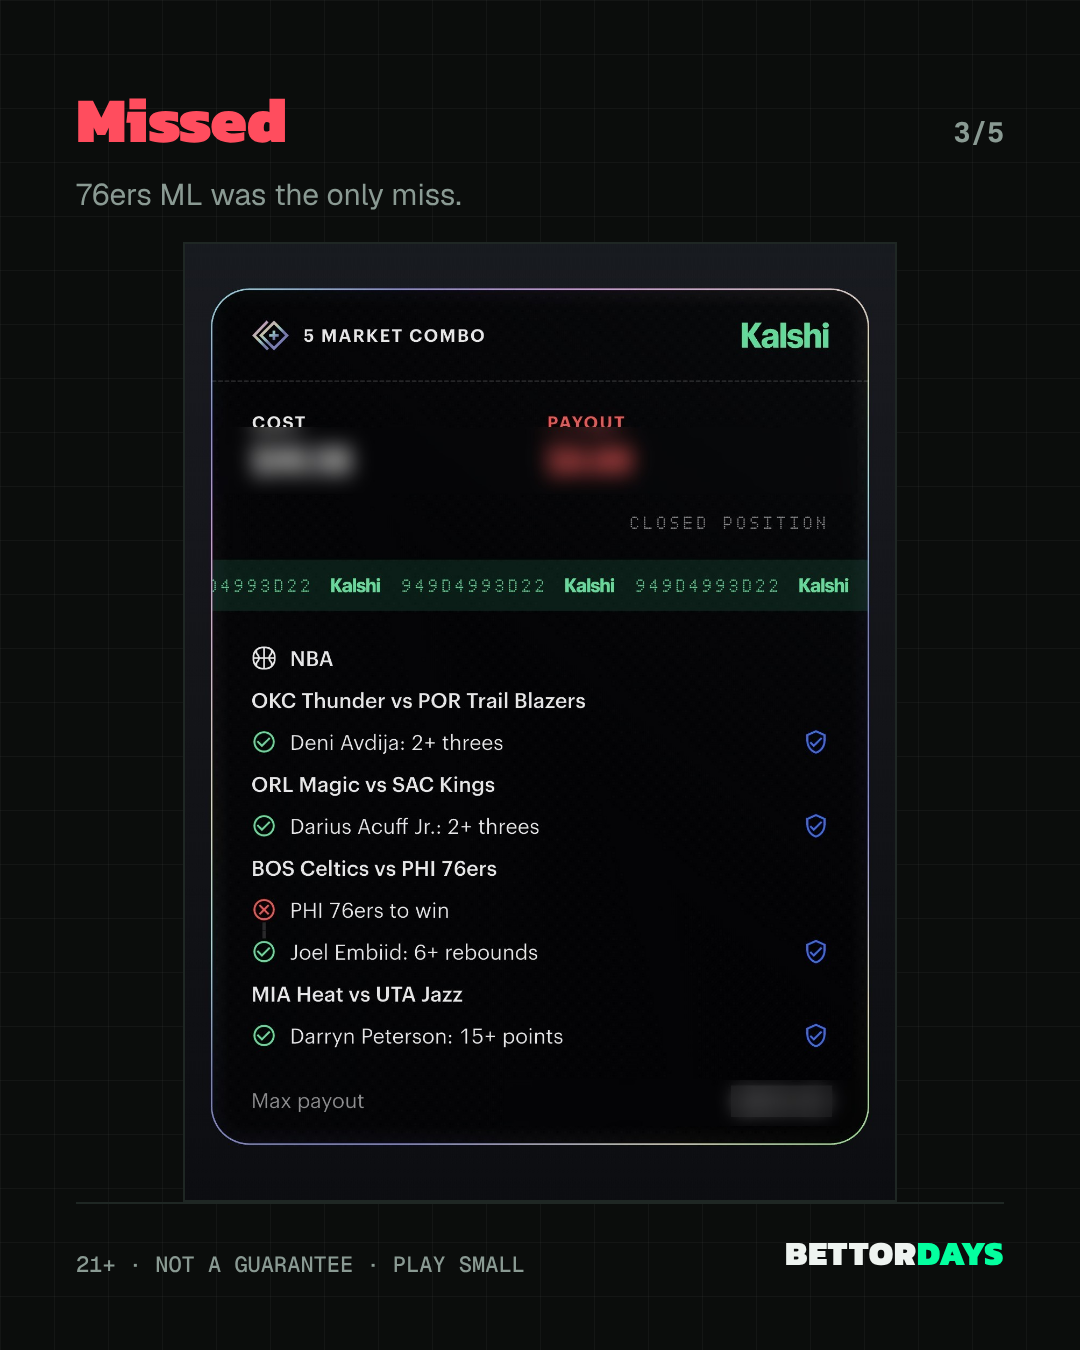 Missed
3/5
76ers ML was the only miss.
5 MARKET COMBO
Kalshi
COST
PAYOUT
CLOSED POSITION
04993D22 Kalshi 949D4993D22 Kalshi 949D4993D22 Kalshi
NBA
OKC Thunder vs POR Trail Blazers
Deni Avdija: 2+ threes
ORL Magic vs SAC Kings
Darius Acuff Jr.: 2+ threes
BOS Celtics vs PHI 76ers
PHI 76ers to win
Joel Embiid: 6+ rebounds
MIA Heat vs UTA Jazz
Darryn Peterson: 15+ points
Max payout
21+ · NOT A GUARANTEE · PLAY SMALL
BETTORDAYS